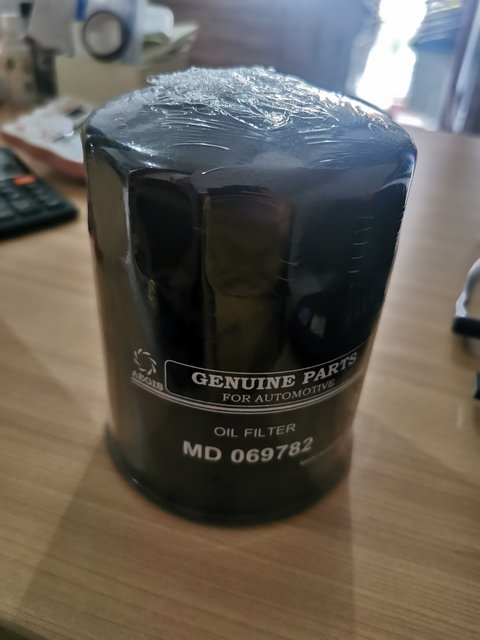 AEGIS
GENUINE PARTS
FOR AUTOMOTIVE
OIL FILTER
MD 069782